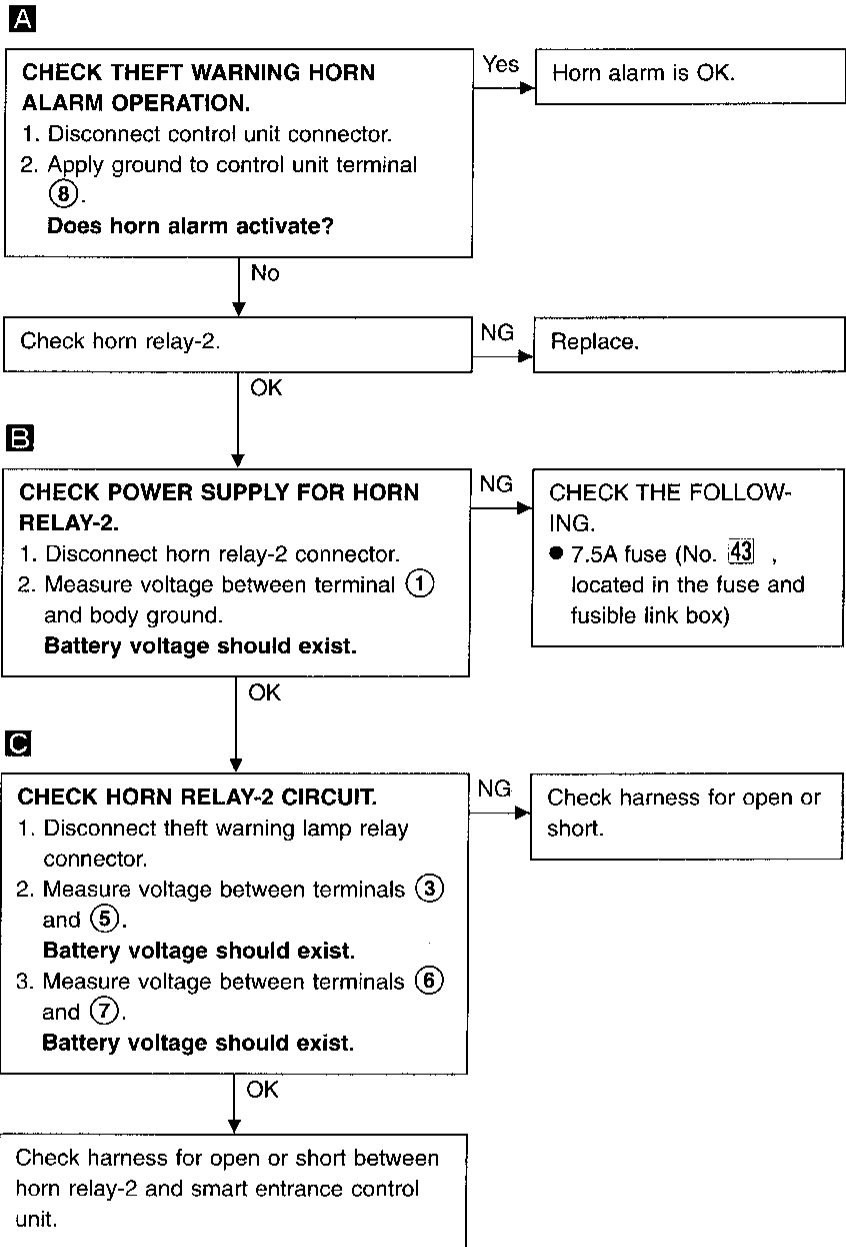 A
CHECK THEFT WARNING HORN
ALARM OPERATION.
1. Disconnect control unit connector.
2. Apply ground to control unit terminal
⑧.
Does horn alarm activate?
Yes
Horn alarm is OK.
No
Check horn relay-2.
NG
Replace.
OK
B
CHECK POWER SUPPLY FOR HORN
RELAY-2.
1. Disconnect horn relay-2 connector.
2. Measure voltage between terminal ①
and body ground.
Battery voltage should exist.
NG
CHECK THE FOLLOW-
ING.
● 7.5A fuse (No. 43 ,
located in the fuse and
fusible link box)
OK
C
CHECK HORN RELAY-2 CIRCUIT.
1. Disconnect theft warning lamp relay
connector.
2. Measure voltage between terminals ③
and ⑤.
Battery voltage should exist.
3. Measure voltage between terminals ⑥
and ⑦.
Battery voltage should exist.
NG
Check harness for open or
short.
OK
Check harness for open or short between
horn relay-2 and smart entrance control
unit.